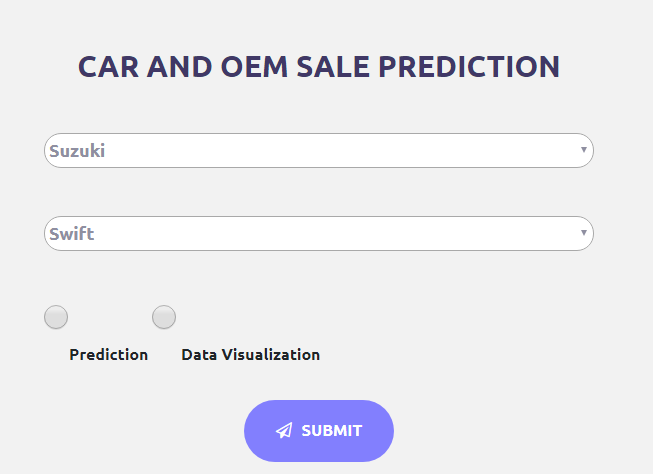 CAR AND OEM SALE PREDICTION
Suzuki
Swift
Prediction Data Visualization
SUBMIT